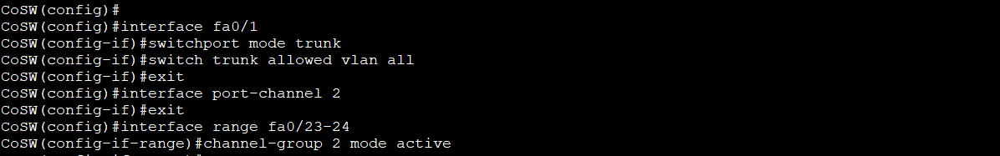 CoSW(config)#
CoSW(config)#interface fa0/1
CoSW(config-if)#switchport mode trunk
CoSW(config-if)#switch trunk allowed vlan all
CoSW(config-if)#exit
CoSW(config)#interface port-channel 2
CoSW(config-if)#exit
CoSW(config)#interface range fa0/23-24
CoSW(config-if-range)#channel-group 2 mode active